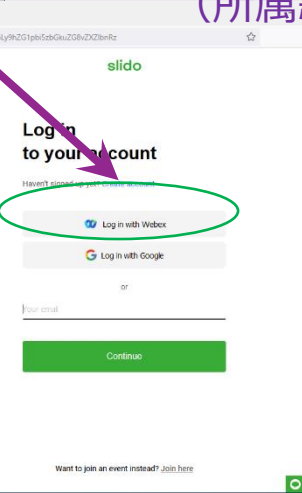 （所属
slido
Log in
to your account
Haven't signed up yet? Create account
Log in with Webex
Log in with Google
or
Your email
Continue
Want to join an event instead? Join here